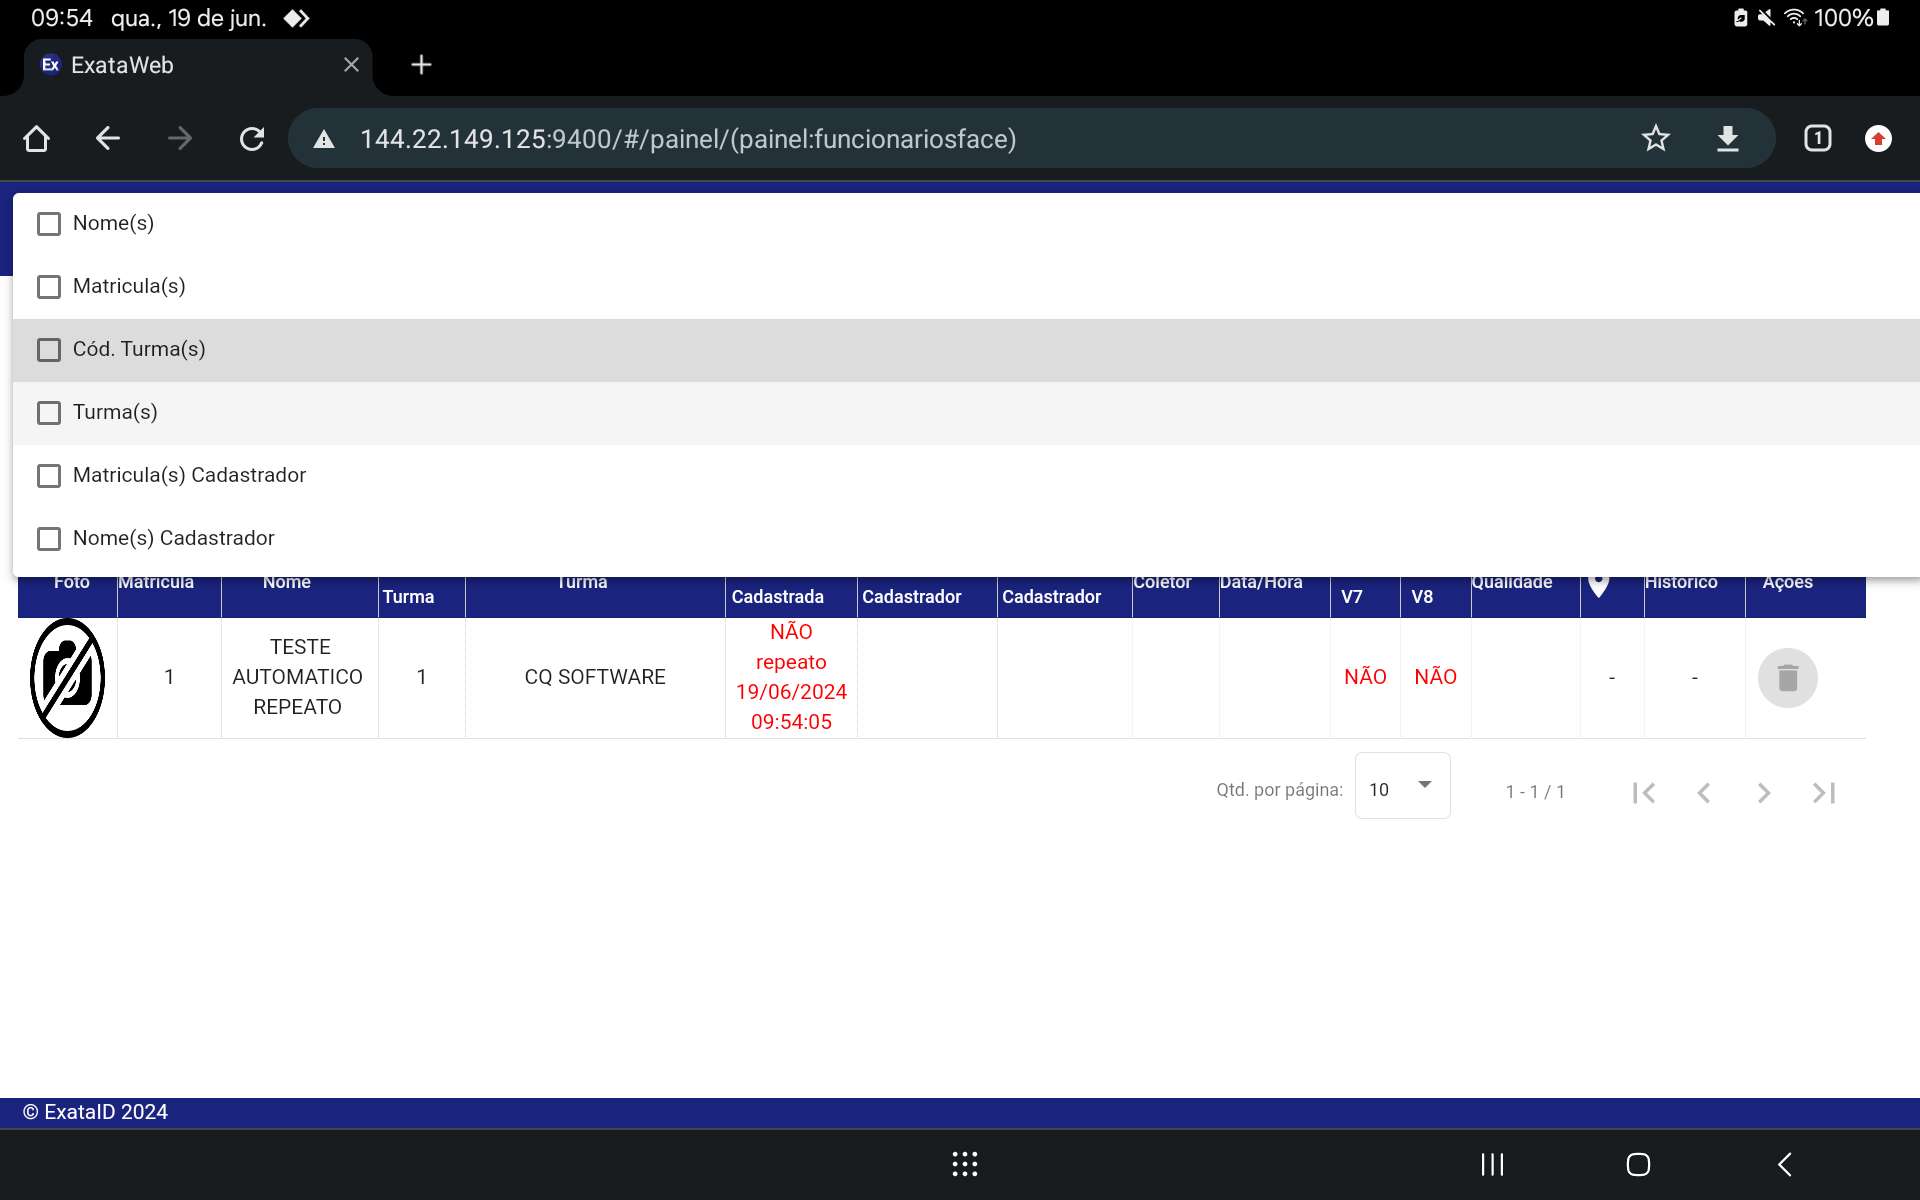 09:54 qua., 19 de jun. 100%
Ex ExataWeb
144.22.149.125:9400/#/painel/(painel:funcionariosface) 1
Nome(s)
Matricula(s)
Cód. Turma(s)
Turma(s)
Matricula(s) Cadastrador
Nome(s) Cadastrador
Foto Matricula Nome Turma Coletor Data/Hora Qualidade Histórico Ações
Turma Cadastrada Cadastrador Cadastrador V7 V8
NÃO
TESTE
repeato
1 AUTOMATICO 1 CQ SOFTWARE NÃO NÃO - -
19/06/2024
REPEATO
09:54:05
Qtd. por página: 10 1 - 1 / 1
© ExataID 2024